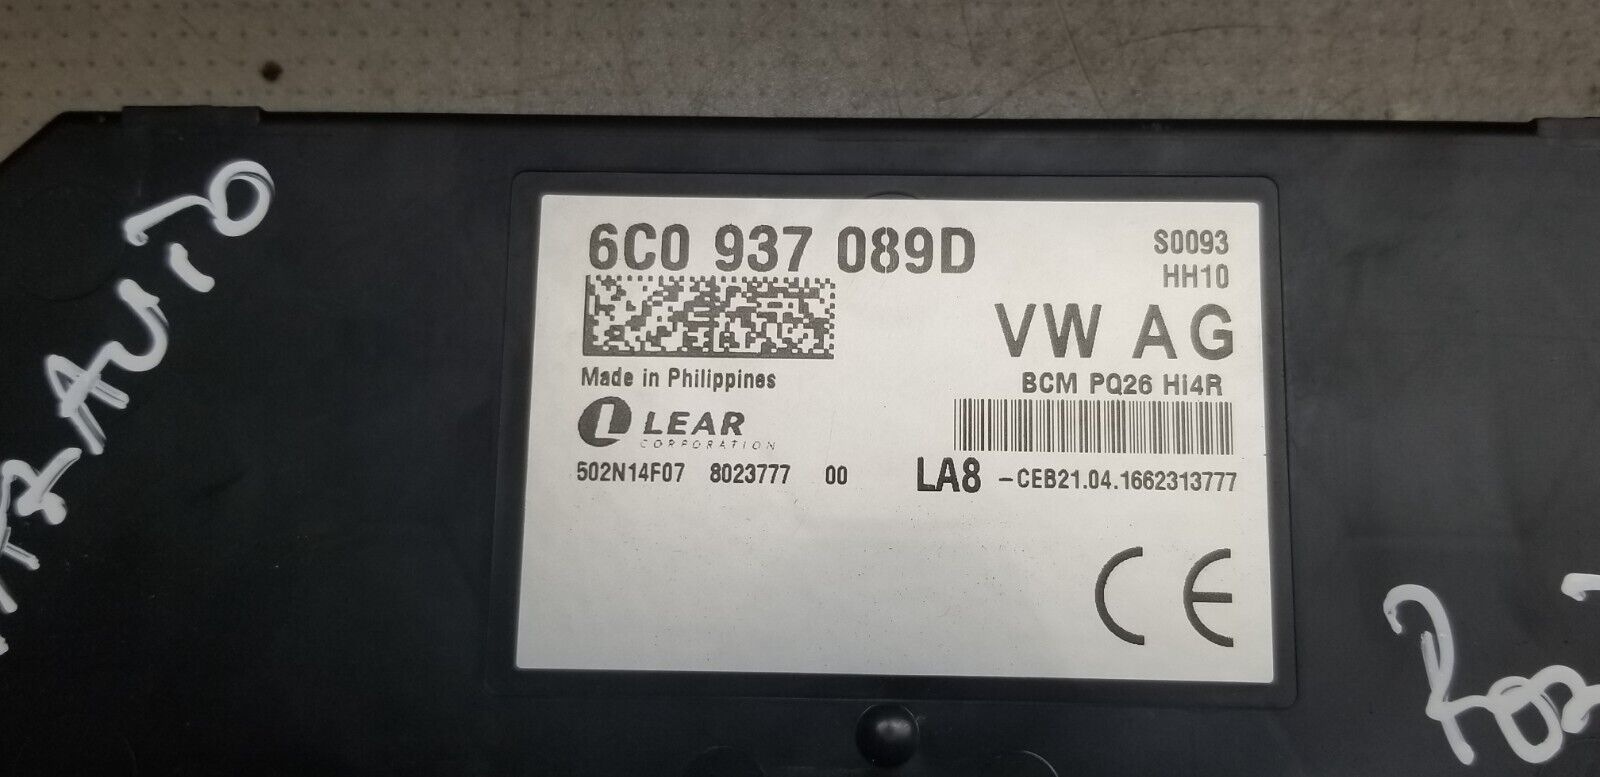 6C0 937 089D
S0093
HH10
VW AG
Made in Philippines
BCM PQ26 Hi4R
LEAR
CORPORATION
502N14F07 8023777 00
LA8 -CEB21.04.1662313777
CE